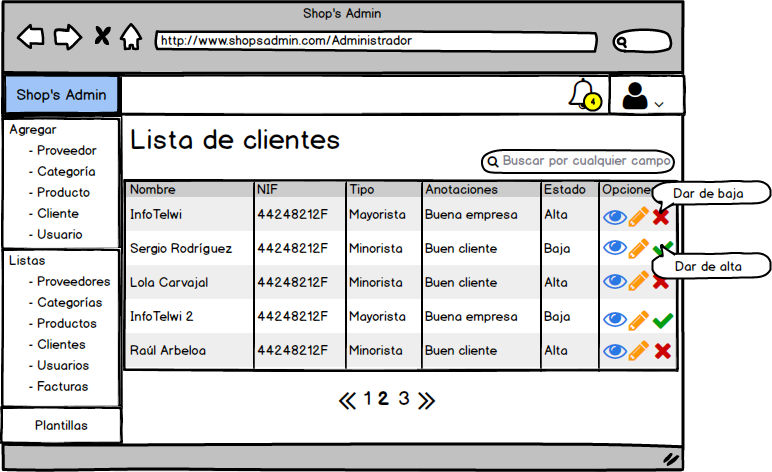 Shop's Admin
http://www.shopsadmin.com/Administrador
Shop's Admin
4
Agregar
- Proveedor
- Categoría
- Producto
- Cliente
- Usuario
Listas
- Proveedores
- Categorías
- Productos
- Clientes
- Usuarios
- Facturas
Plantillas
Lista de clientes
Buscar por cualquier campo
Nombre NIF Tipo Anotaciones Estado Opcione
InfoTelwi 44248212F Mayorista Buena empresa Alta
Sergio Rodríguez 44248212F Minorista Buen cliente Baja
Lola Carvajal 44248212F Minorista Buen cliente Alta
InfoTelwi 2 44248212F Mayorista Buena empresa Baja
Raúl Arbeloa 44248212F Minorista Buen cliente Alta
Dar de baja
Dar de alta
1 2 3